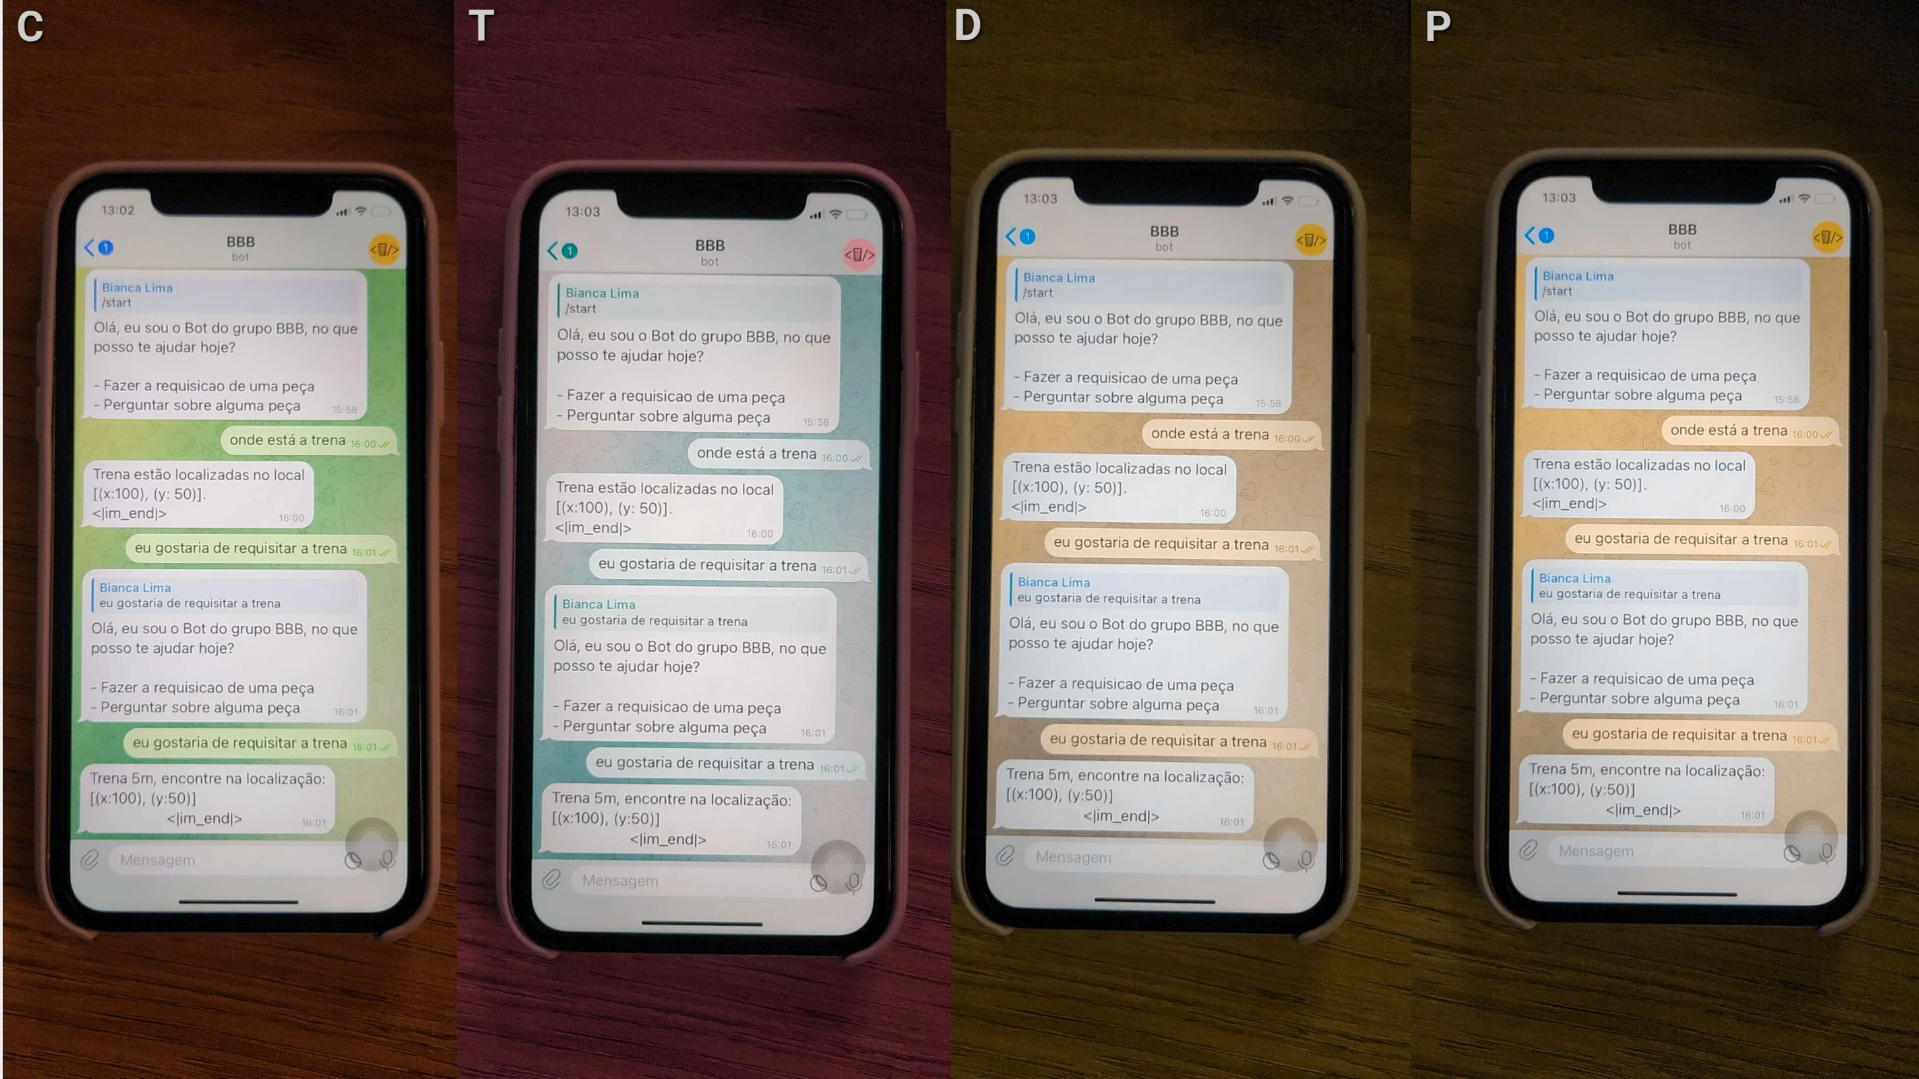 C
13:02
1
BBB
bot
<//>
Bianca Lima
/start
Olá, eu sou o Bot do grupo BBB, no que
posso te ajudar hoje?
- Fazer a requisicao de uma peça
- Perguntar sobre alguma peça 15:58
onde está a trena 16:00
Trena estão localizadas no local
[(x:100), (y: 50)].
<|im_end|> 16:00
eu gostaria de requisitar a trena 16:01
Bianca Lima
eu gostaria de requisitar a trena
Olá, eu sou o Bot do grupo BBB, no que
posso te ajudar hoje?
- Fazer a requisicao de uma peça
- Perguntar sobre alguma peça 16:01
eu gostaria de requisitar a trena 16:01
Trena 5m, encontre na localização:
[(x:100), (y:50)]
<|im_end|> 16:01
Mensagem
T
13:03
1
BBB
bot
<//>
Bianca Lima
/start
Olá, eu sou o Bot do grupo BBB, no que
posso te ajudar hoje?
- Fazer a requisicao de uma peça
- Perguntar sobre alguma peça 15:58
onde está a trena 16:00
Trena estão localizadas no local
[(x:100), (y: 50)].
<|im_end|> 16:00
eu gostaria de requisitar a trena 16:01
Bianca Lima
eu gostaria de requisitar a trena
Olá, eu sou o Bot do grupo BBB, no que
posso te ajudar hoje?
- Fazer a requisicao de uma peça
- Perguntar sobre alguma peça 16:01
eu gostaria de requisitar a trena 16:01
Trena 5m, encontre na localização:
[(x:100), (y:50)]
<|im_end|> 16:01
Mensagem
D
13:03
1
BBB
bot
<//>
Bianca Lima
/start
Olá, eu sou o Bot do grupo BBB, no que
posso te ajudar hoje?
- Fazer a requisicao de uma peça
- Perguntar sobre alguma peça 15:58
onde está a trena 16:00
Trena estão localizadas no local
[(x:100), (y: 50)].
<|im_end|> 16:00
eu gostaria de requisitar a trena 16:01
Bianca Lima
eu gostaria de requisitar a trena
Olá, eu sou o Bot do grupo BBB, no que
posso te ajudar hoje?
- Fazer a requisicao de uma peça
- Perguntar sobre alguma peça 16:01
eu gostaria de requisitar a trena 16:01
Trena 5m, encontre na localização:
[(x:100), (y:50)]
<|im_end|> 16:01
Mensagem
P
13:03
1
BBB
bot
<//>
Bianca Lima
/start
Olá, eu sou o Bot do grupo BBB, no que
posso te ajudar hoje?
- Fazer a requisicao de uma peça
- Perguntar sobre alguma peça 15:58
onde está a trena 16:00
Trena estão localizadas no local
[(x:100), (y: 50)].
<|im_end|> 16:00
eu gostaria de requisitar a trena 16:01
Bianca Lima
eu gostaria de requisitar a trena
Olá, eu sou o Bot do grupo BBB, no que
posso te ajudar hoje?
- Fazer a requisicao de uma peça
- Perguntar sobre alguma peça 16:01
eu gostaria de requisitar a trena 16:01
Trena 5m, encontre na localização:
[(x:100), (y:50)]
<|im_end|> 16:01
Mensagem